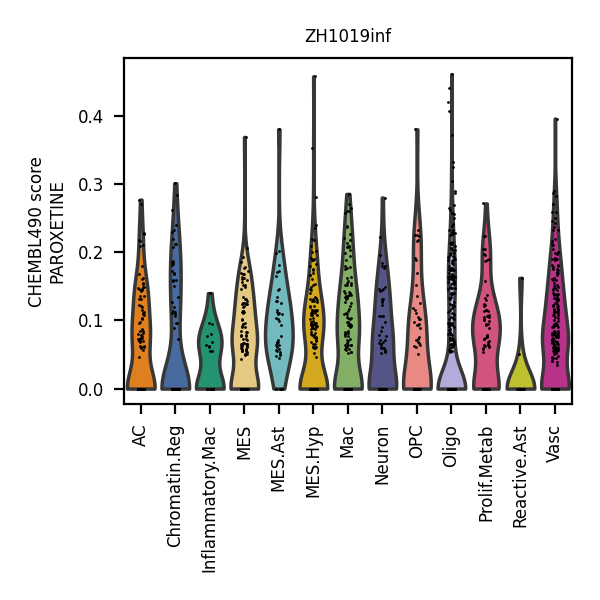 ZH1019inf
CHEMBL490 score
PAROXETINE
0.4
0.3
0.2
0.1
0.0
AC
Chromatin.Reg
Inflammatory.Mac
MES
MES.Ast
MES.Hyp
Mac
Neuron
OPC
Oligo
Prolif.Metab
Reactive.Ast
Vasc